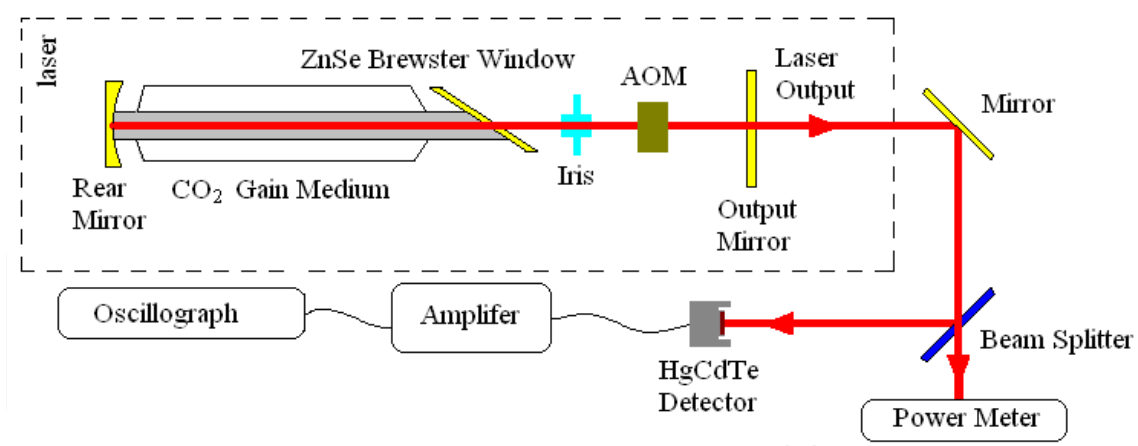 laser
ZnSe Brewster Window
AOM
Laser
Output
Mirror
Rear
Mirror
CO₂ Gain Medium
Iris
Output
Mirror
Oscillograph
Amplifer
HgCdTe
Detector
Beam Splitter
Power Meter